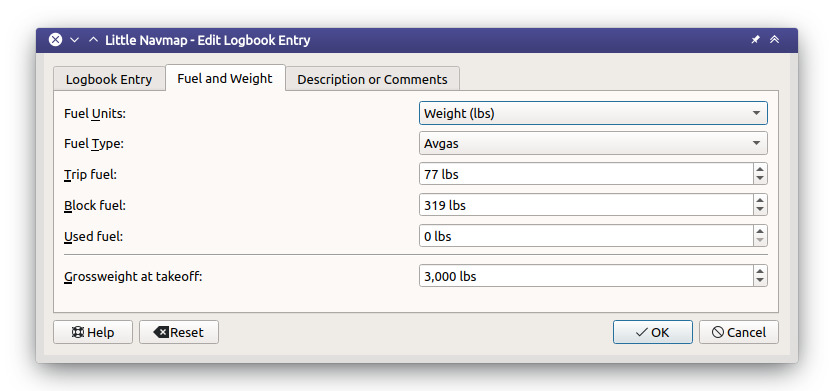 Little Navmap - Edit Logbook Entry
Logbook Entry Fuel and Weight Description or Comments
Fuel Units: Weight (lbs)
Fuel Type: Avgas
Trip fuel: 77 lbs
Block fuel: 319 lbs
Used fuel: 0 lbs
Grossweight at takeoff: 3,000 lbs
Help Reset OK Cancel